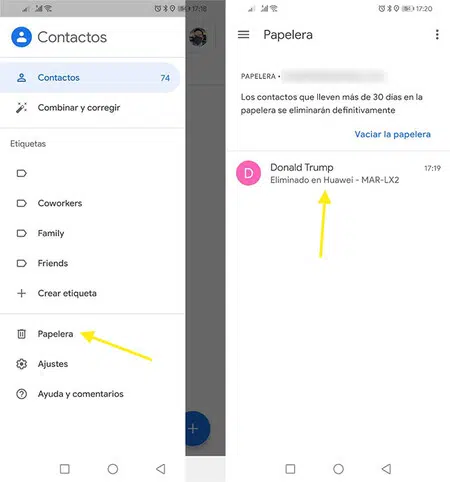 17:18
Contactos
Contactos 74
Combinar y corregir
Etiquetas
Coworkers
Family
Friends
Crear etiqueta
Papelera
Ajustes
Ayuda y comentarios
17:20
Papelera
PAPELERA •
Los contactos que lleven más de 30 días en la
papelera se eliminarán definitivamente
Vaciar la papelera
D
Donald Trump 17:19
Eliminado en Huawei - MAR-LX2